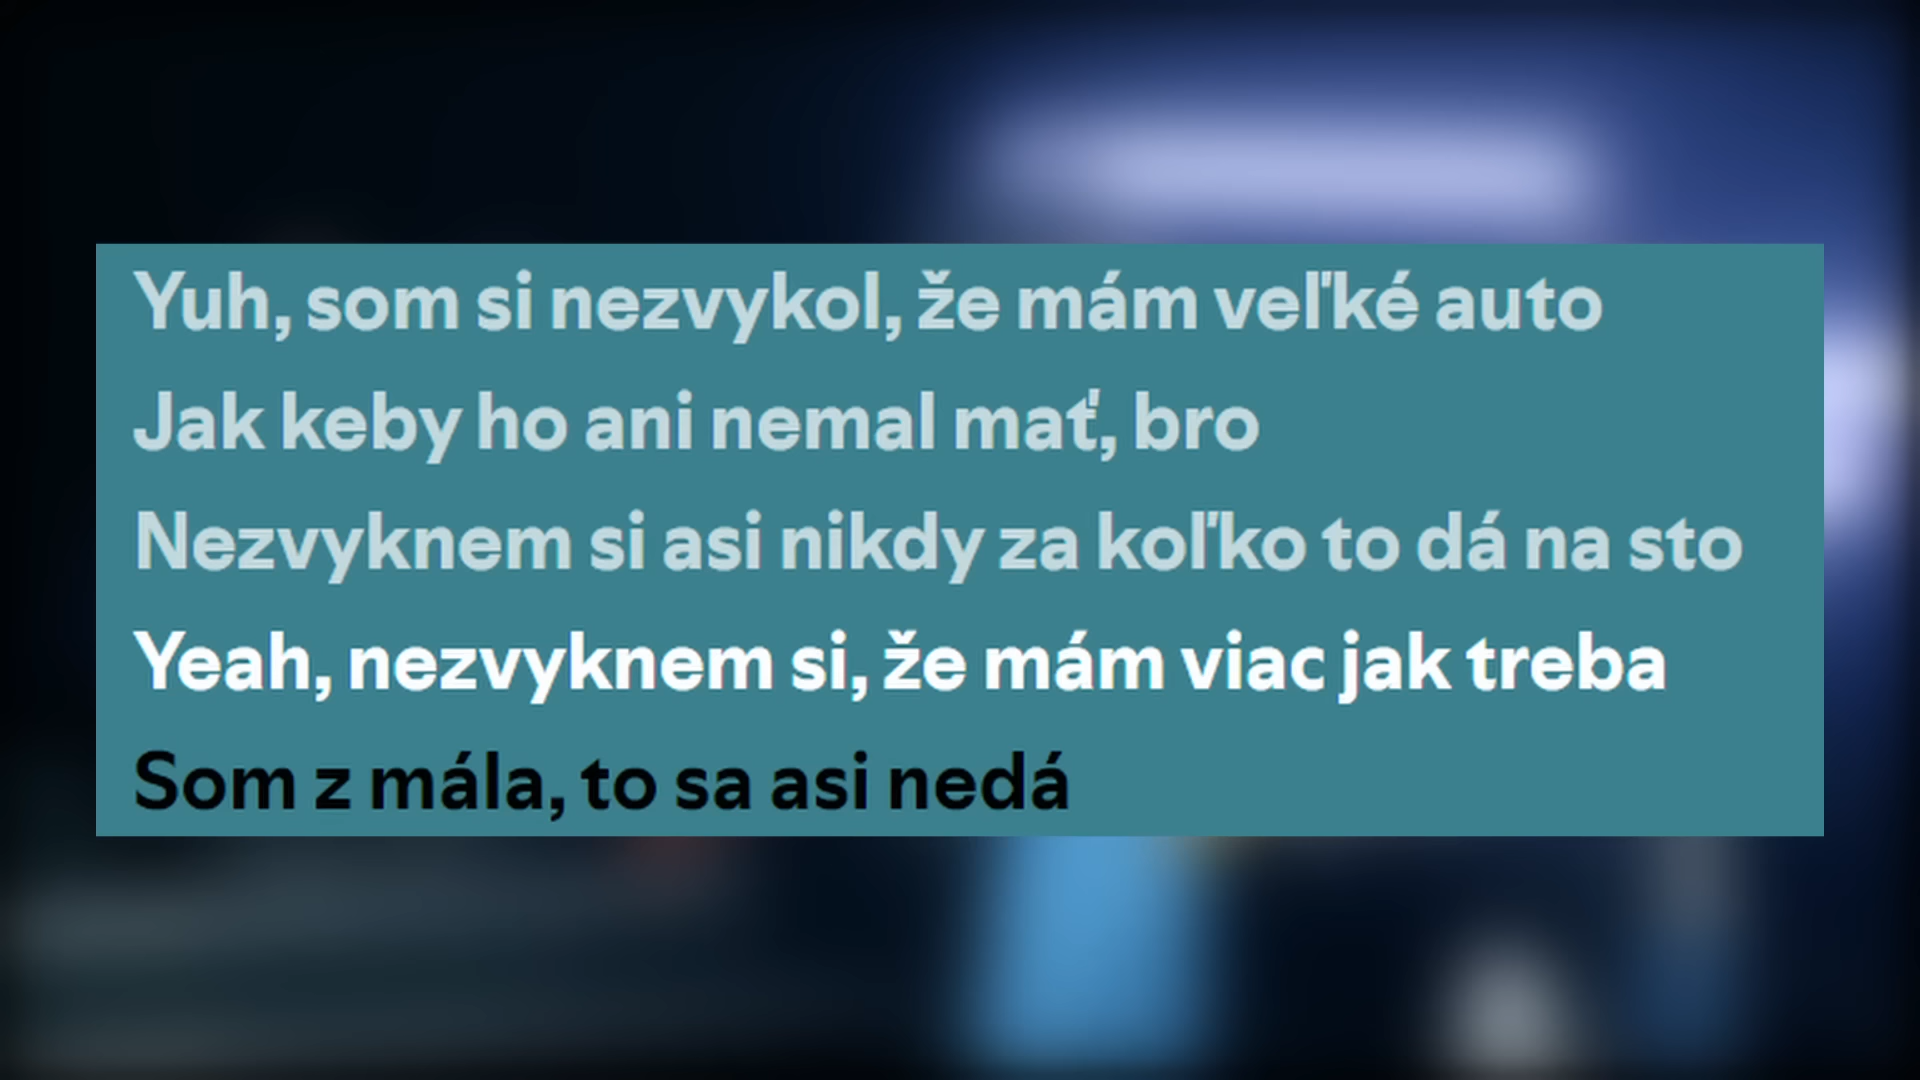 Yuh, som si nezvykol, že mám veľké auto
Jak keby ho ani nemal mať, bro
Nezvyknem si asi nikdy za koľko to dá na sto
Yeah, nezvyknem si, že mám viac jak treba
Som z mála, to sa asi nedá